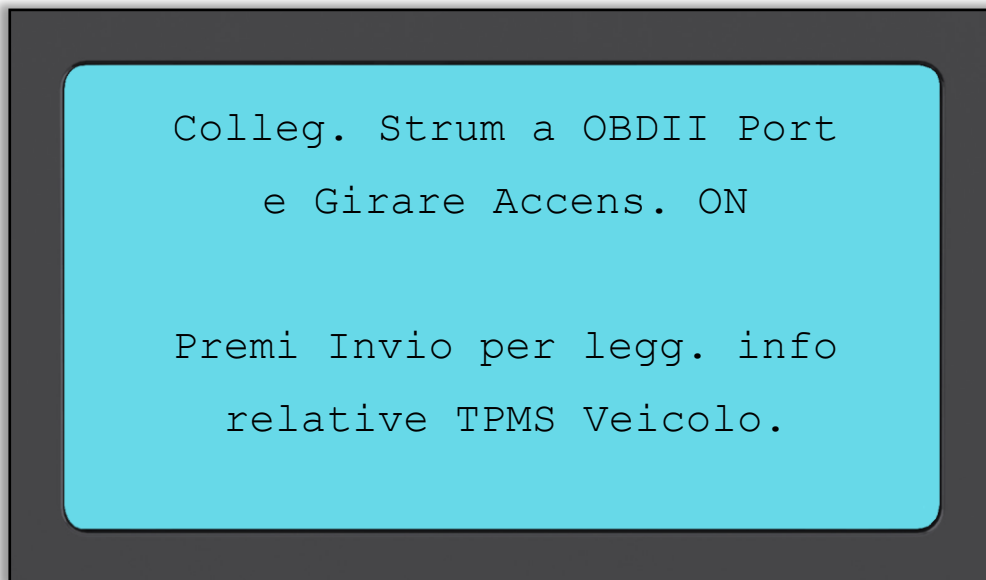 Colleg. Strum a OBDII Port
e Girare Accens. ON
Premi Invio per legg. info
relative TPMS Veicolo.